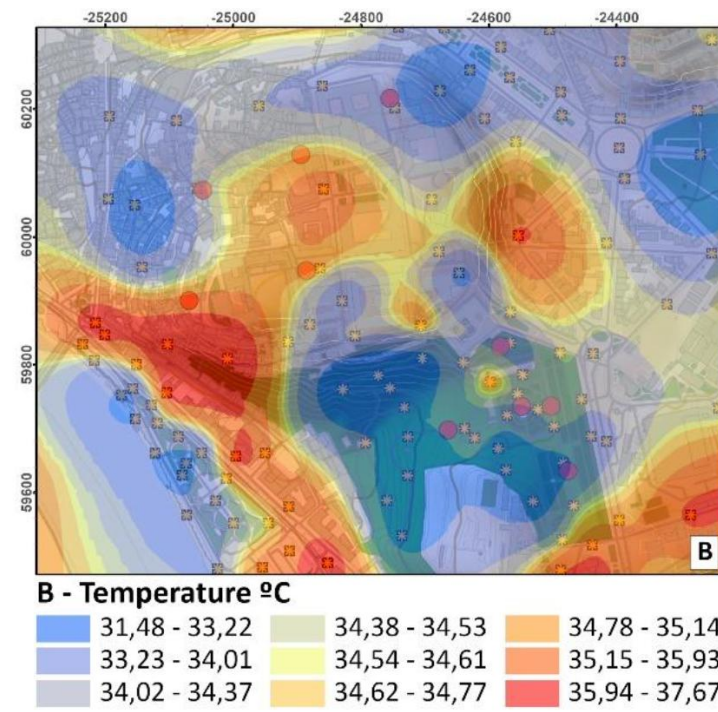 -25200 -25000 -24800 -24600 -24400
60200
60000
59800
59600
B
B - Temperature ºC
31,48 - 33,22 34,38 - 34,53 34,78 - 35,14
33,23 - 34,01 34,54 - 34,61 35,15 - 35,93
34,02 - 34,37 34,62 - 34,77 35,94 - 37,67